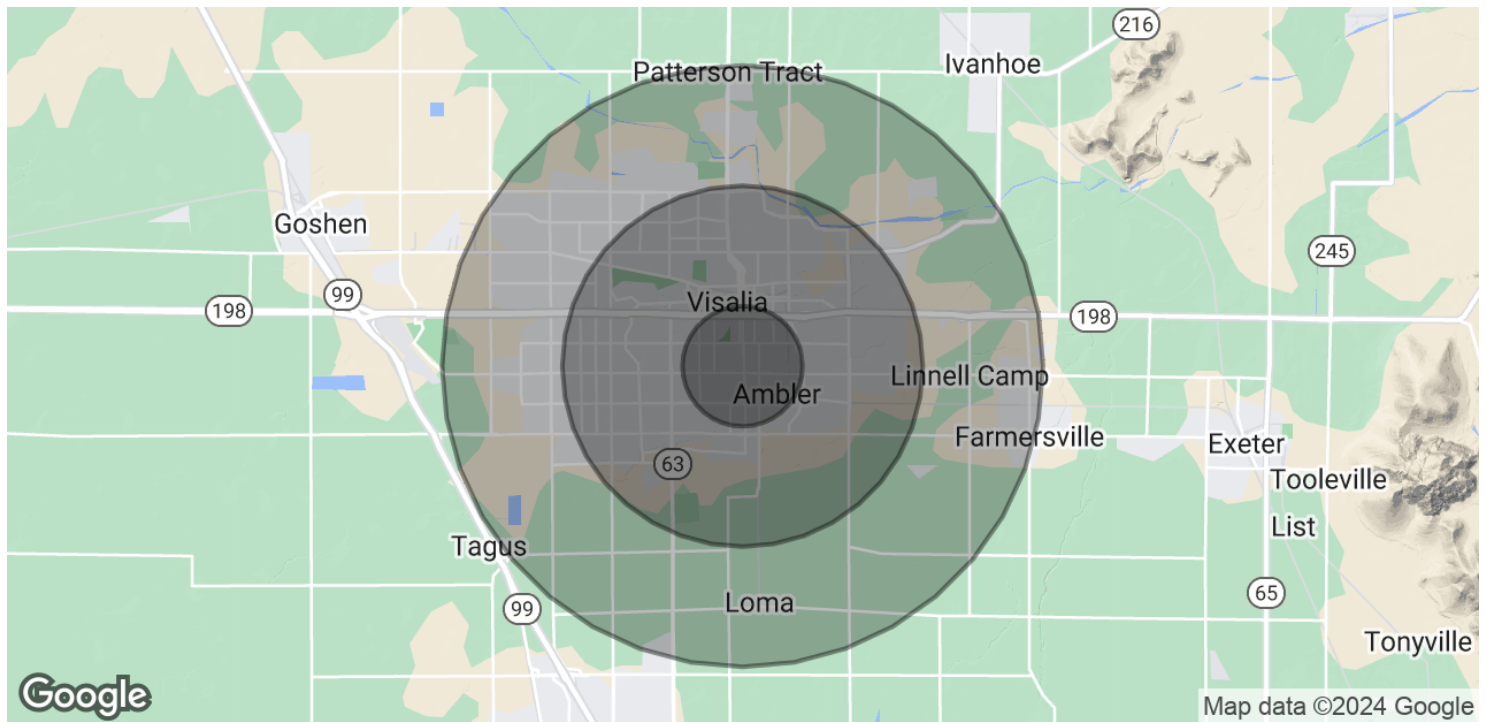 216
Ivanhoe
Patterson Tract
Goshen
245
99
198
Visalia
198
Linnell Camp
Ambler
Farmersville
Exeter
63
Tooleville
List
Tagus
Loma
99
65
Tonyville
Google
Map data ©2024 Google